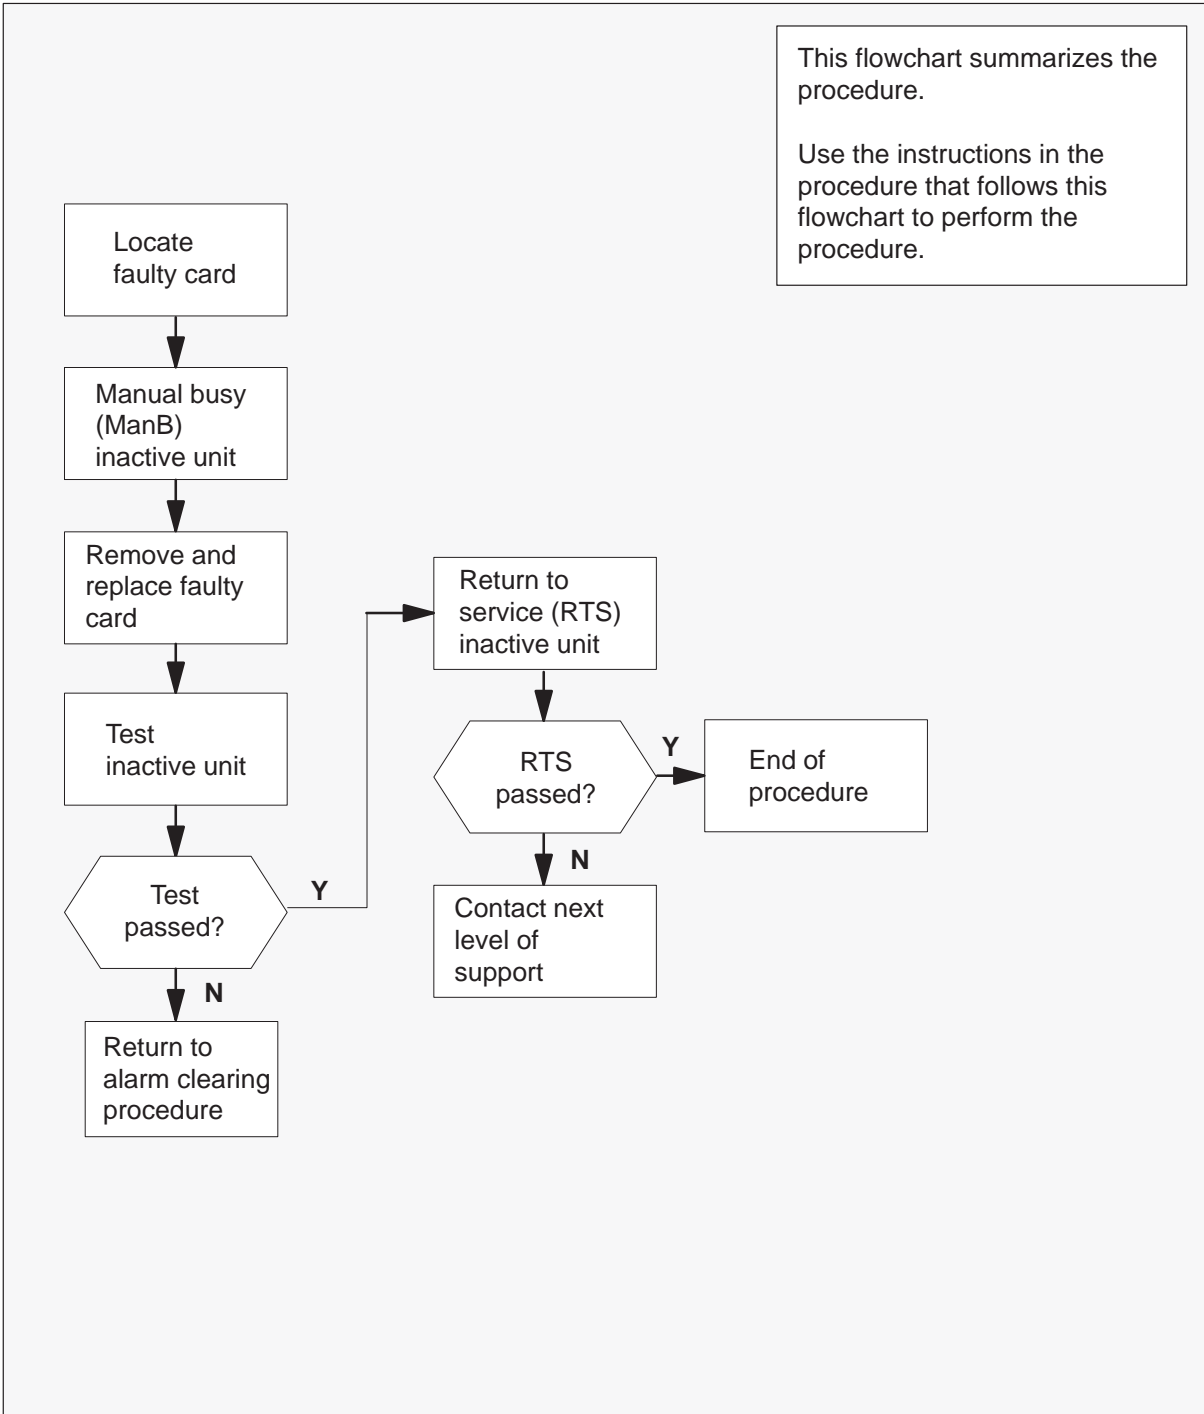 This flowchart summarizes the
procedure.
Use the instructions in the
procedure that follows this
flowchart to perform the
procedure.
Locate
faulty card
Manual busy
(ManB)
inactive unit
Remove and
replace faulty
card
Test
inactive unit
Test
passed?
Y
N
Return to
alarm clearing
procedure
Return to
service (RTS)
inactive unit
RTS
passed?
Y
End of
procedure
N
Contact next
level of
support